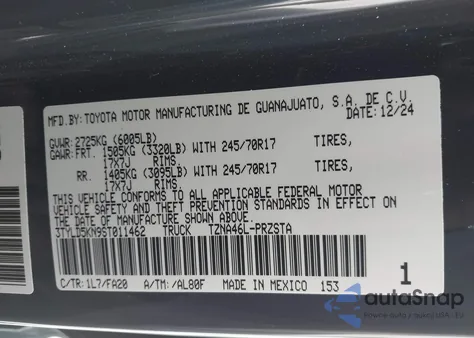 MFD.BY:TOYOTA MOTOR MANUFACTURING DE GUANAJUATO, S.A. DE C.V.
DATE:12/24
GVWR: 2725KG (6005LB)
GAWR:FRT. 1505KG (3320LB) WITH 245/70R17 TIRES,
17X7J RIMS.
RR. 1405KG (3095LB) WITH 245/70R17 TIRES,
17X7J RIMS.
THIS VEHICLE CONFORMS TO ALL APPLICABLE FEDERAL MOTOR
VEHICLE SAFETY AND THEFT PREVENTION STANDARDS IN EFFECT ON
THE DATE OF MANUFACTURE SHOWN ABOVE.
3TYLD5KN9ST011462 TRUCK TZNA46L-PRZSTA
C/TR:1L7/FA20 A/TM:/AL80F MADE IN MEXICO 153
1
autoSnap